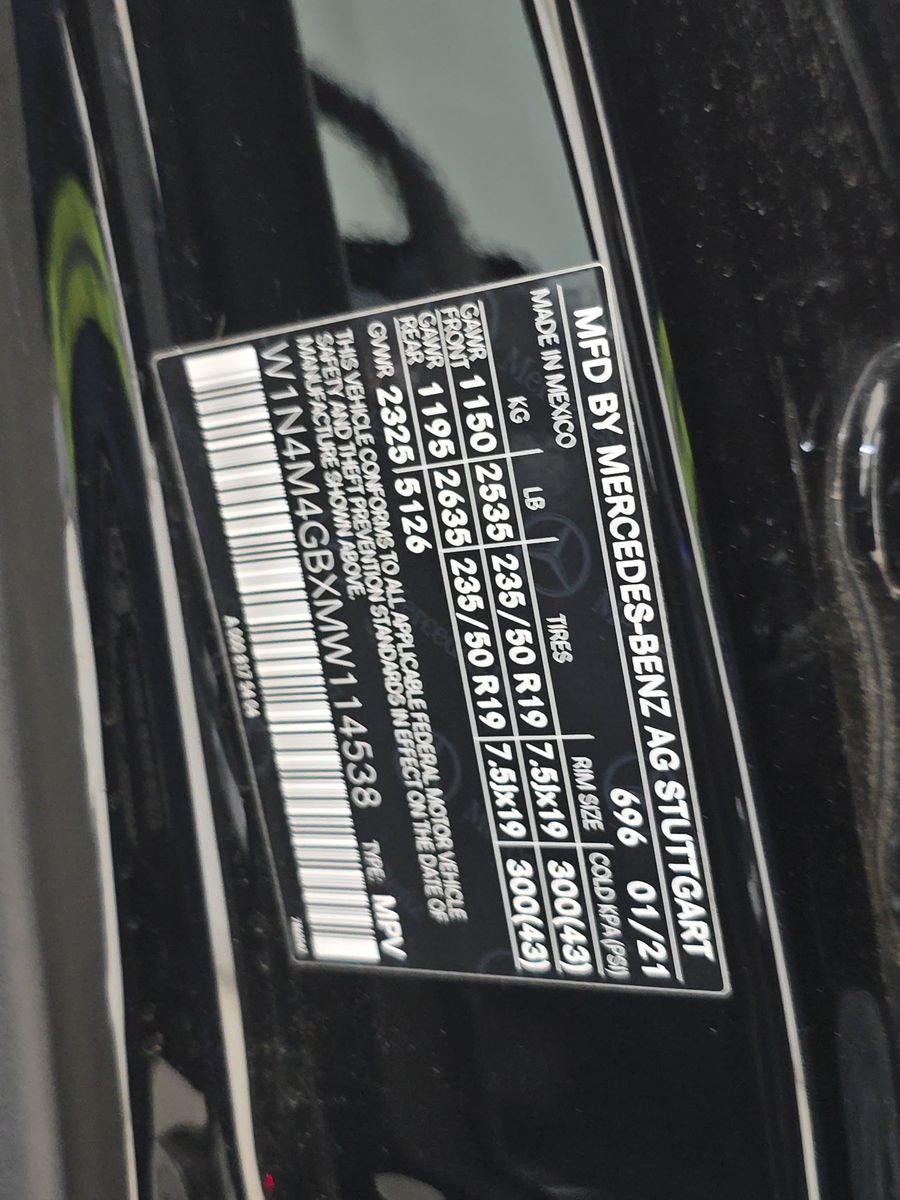 MFD BY MERCEDES-BENZ AG STUTTGART
MADE IN MEXICO 696 01/21
KG LB TIRES RIM SIZE COLD KPA(PSI)
GAWR FRONT 1150 2535 235/50 R19 7.5Jx19 300(43)
GAWR REAR 1195 2635 235/50 R19 7.5Jx19 300(43)
GVWR 2325 5126
THIS VEHICLE CONFORMS TO ALL APPLICABLE FEDERAL MOTOR VEHICLE
SAFETY AND THEFT PREVENTION STANDARDS IN EFFECT ON THE DATE OF
MANUFACTURE SHOWN ABOVE.
W1N4M4GBXMW114538 TYPE: MPV